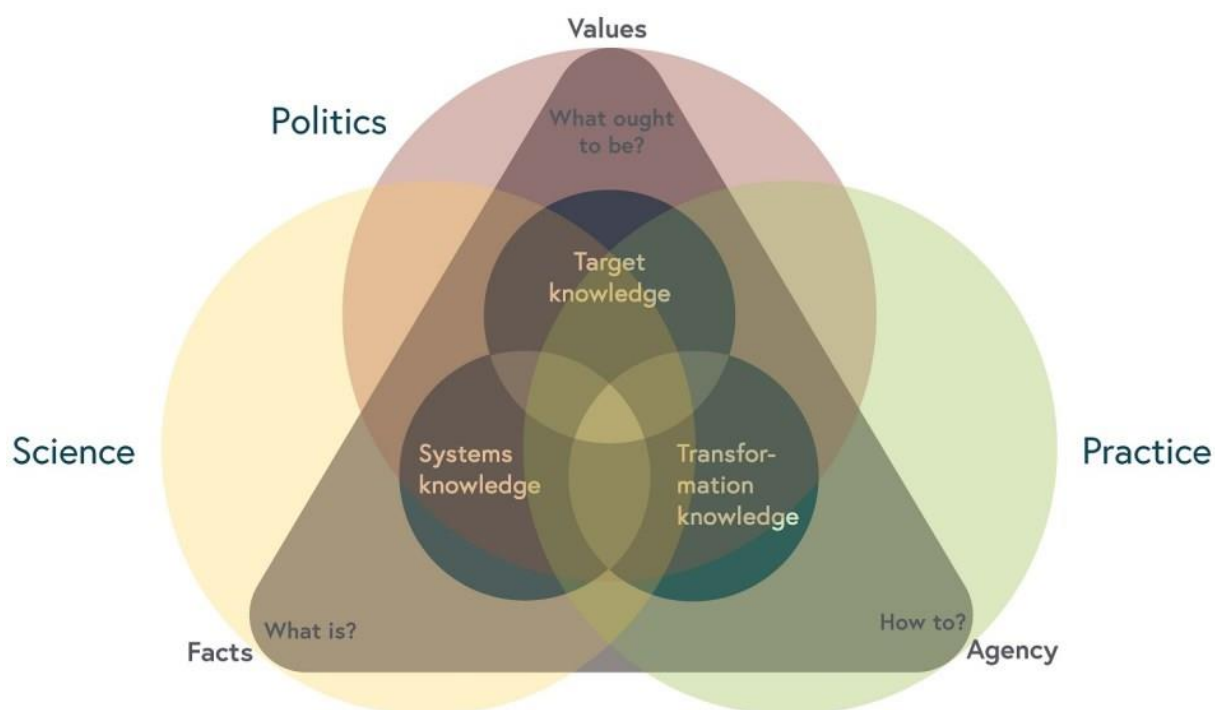 Values
Politics
What ought
to be?
Target
knowledge
Science
Practice
Systems
knowledge
Transfor-
mation
knowledge
What is?
How to?
Facts
Agency